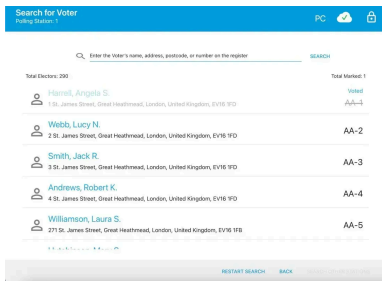 Search for Voter
PC
Polling Station: 1
Enter the Voter's name, address, postcode, or number on the register
SEARCH
Total Electors: 290
Total Marked: 1
Harrell, Angela S.
Voted
1 St. James Street, Great Heathmead, London, United Kingdom, EV16 1FD
AA-1
Webb, Lucy N.
2 St. James Street, Great Heathmead, London, United Kingdom, EV16 1FD
AA-2
Smith, Jack R.
3 St. James Street, Great Heathmead, London, United Kingdom, EV16 1FD
AA-3
Andrews, Robert K.
4 St. James Street, Great Heathmead, London, United Kingdom, EV16 1FD
AA-4
Williamson, Laura S.
271 St. James Street, Great Heathmead, London, United Kingdom, EV16 1FB
AA-5
RESTART SEARCH
BACK